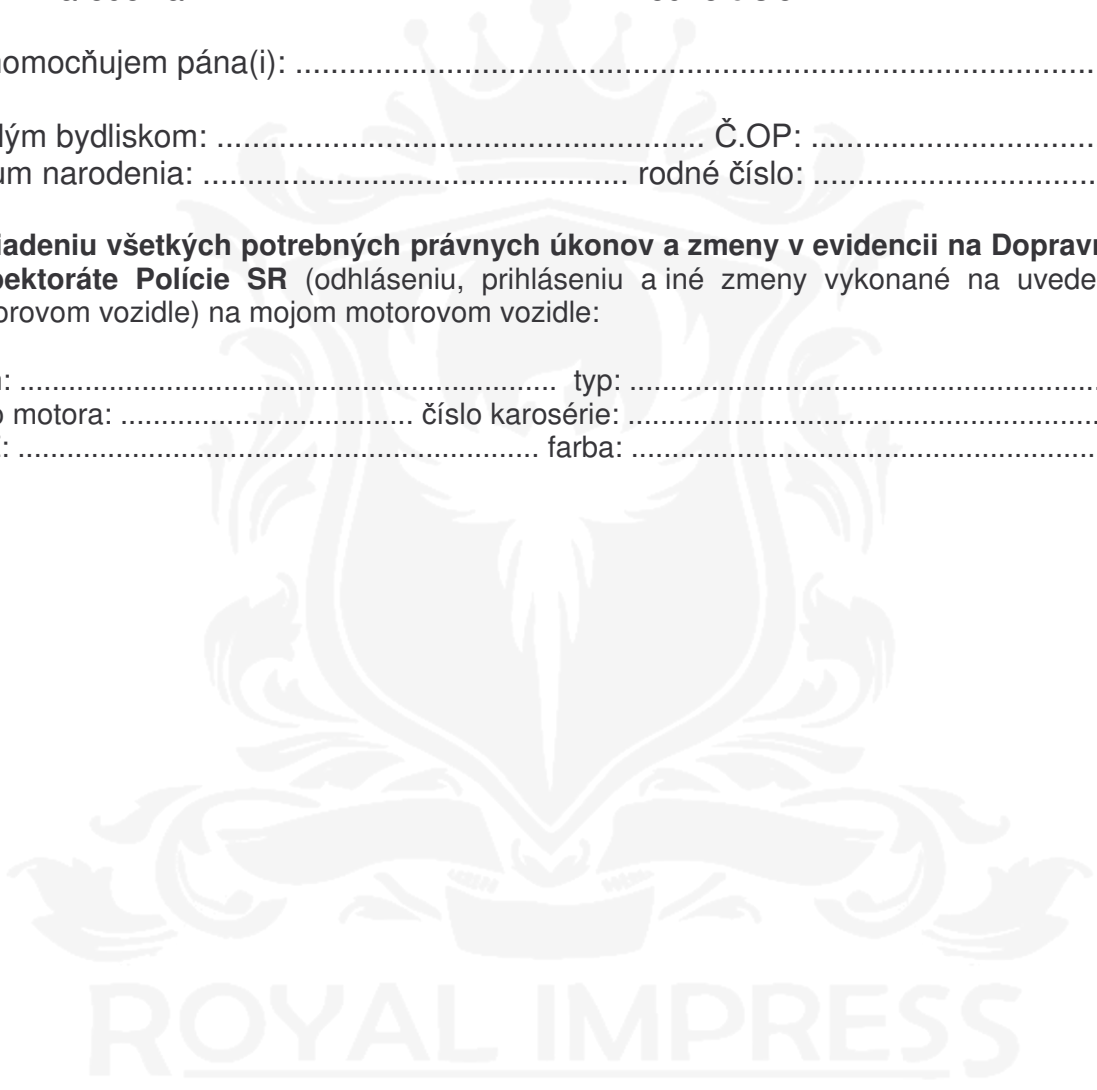 nomocňujem pána(i): ..........................................................................................
lým bydliskom: ....................................................... Č.OP: ................................
um narodenia: ................................................ rodné číslo: ................................
iadeniu všetkých potrebných právnych úkonov a zmeny v evidencii na Dopravn
pektoráte Polície SR (odhláseniu, prihláseniu a iné zmeny vykonané na uvede
orovom vozidle) na mojom motorovom vozidle:
: .................................................................. typ: ..........................................................
o motora: .................................... číslo karosérie: ..........................................................
: ................................................................ farba: .........................................................
ROYAL IMPRESS